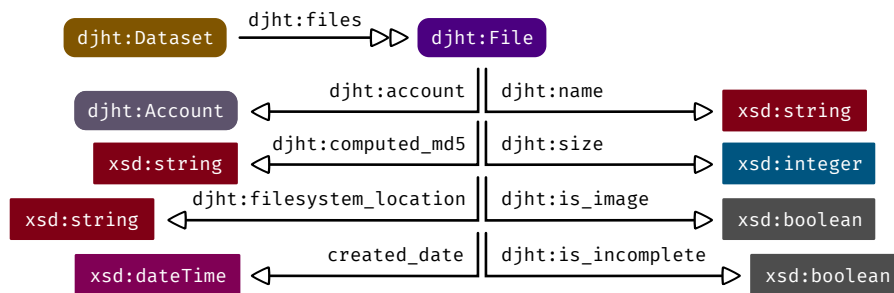 djht:Dataset djht:files djht:File
djht:account djht:name
djht:Account xsd:string
djht:computed_md5 djht:size
xsd:string xsd:integer
djht:filesystem_location djht:is_image
xsd:string xsd:boolean
created_date djht:is_incomplete
xsd:dateTime xsd:boolean